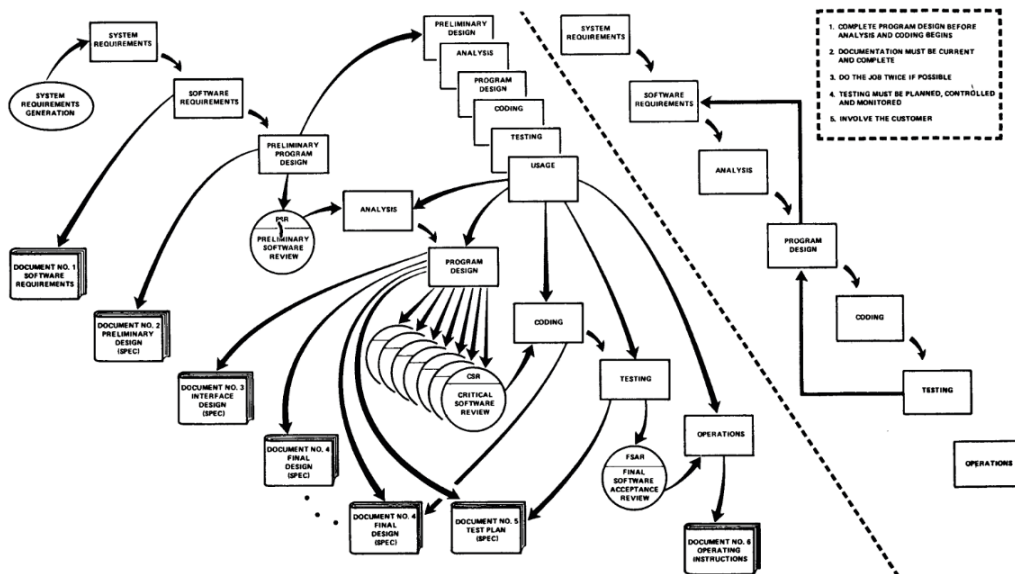 SYSTEM
REQUIREMENTS
SYSTEM
REQUIREMENTS
GENERATION
SOFTWARE
REQUIREMENTS
PRELIMINARY
PROGRAM
DESIGN
PRELIMINARY
DESIGN
ANALYSIS
PROGRAM
DESIGN
CODING
TESTING
USAGE
PSR
PRELIMINARY
SOFTWARE
REVIEW
ANALYSIS
PROGRAM
DESIGN
CSR
CRITICAL
SOFTWARE
REVIEW
CODING
TESTING
FSAR
FINAL
SOFTWARE
ACCEPTANCE
REVIEW
OPERATIONS
DOCUMENT NO. 1
SOFTWARE
REQUIREMENTS
DOCUMENT NO. 2
PRELIMINARY
DESIGN
(SPEC)
DOCUMENT NO. 3
INTERFACE
DESIGN
(SPEC)
DOCUMENT NO. 4
FINAL
DESIGN
(SPEC)
DOCUMENT NO. 4
FINAL
DESIGN
(SPEC)
DOCUMENT NO. 5
TEST PLAN
(SPEC)
DOCUMENT NO. 6
OPERATING
INSTRUCTIONS
SYSTEM
REQUIREMENTS
SOFTWARE
REQUIREMENTS
ANALYSIS
PROGRAM
DESIGN
CODING
TESTING
OPERATIONS
1. COMPLETE PROGRAM DESIGN BEFORE
ANALYSIS AND CODING BEGINS
2. DOCUMENTATION MUST BE CURRENT
AND COMPLETE
3. DO THE JOB TWICE IF POSSIBLE
4. TESTING MUST BE PLANNED, CONTROLLED
AND MONITORED
5. INVOLVE THE CUSTOMER